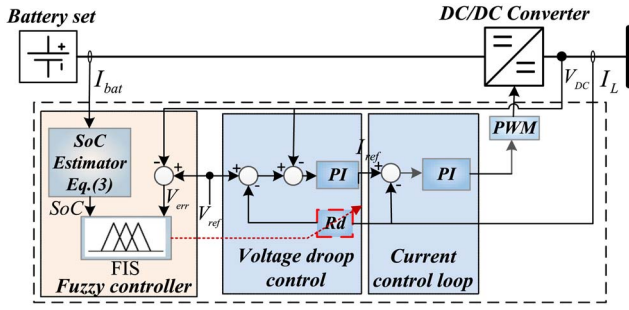 Battery set
DC/DC Converter
I_bat
V_DC
I_L
PWM
SoC
Estimator
Eq.(3)
SoC
V_err
V_ref
FIS
Fuzzy controller
PI
I_ref
Rd
Voltage droop
control
PI
Current
control loop